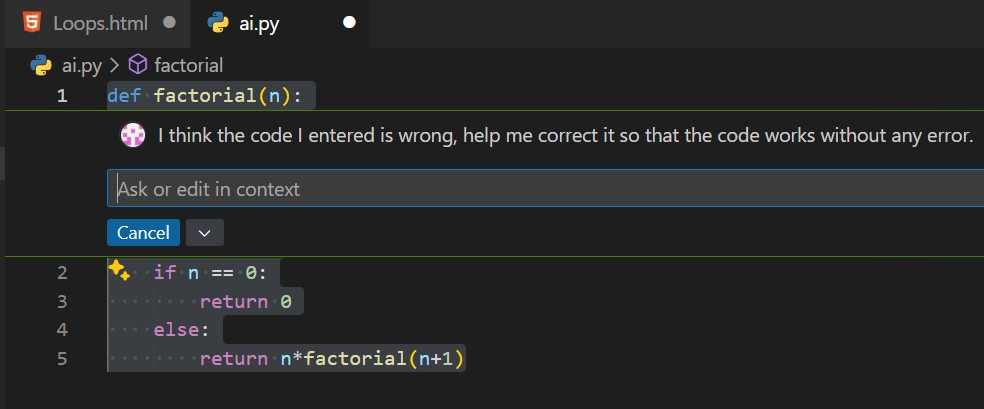 Loops.html ai.py
ai.py > factorial
1 def factorial(n):
I think the code I entered is wrong, help me correct it so that the code works without any error.
Ask or edit in context
Cancel
2 if n == 0:
3 return 0
4 else:
5 return n*factorial(n+1)